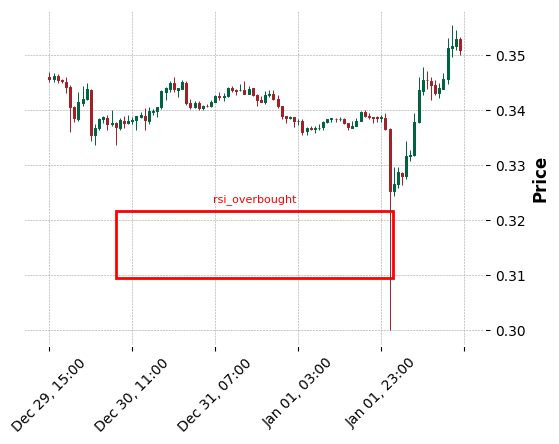 0.35
0.34
0.33
0.32
0.31
0.30
Price
rsi_overbought
Dec 29, 15:00
Dec 30, 11:00
Dec 31, 07:00
Jan 01, 03:00
Jan 01, 23:00